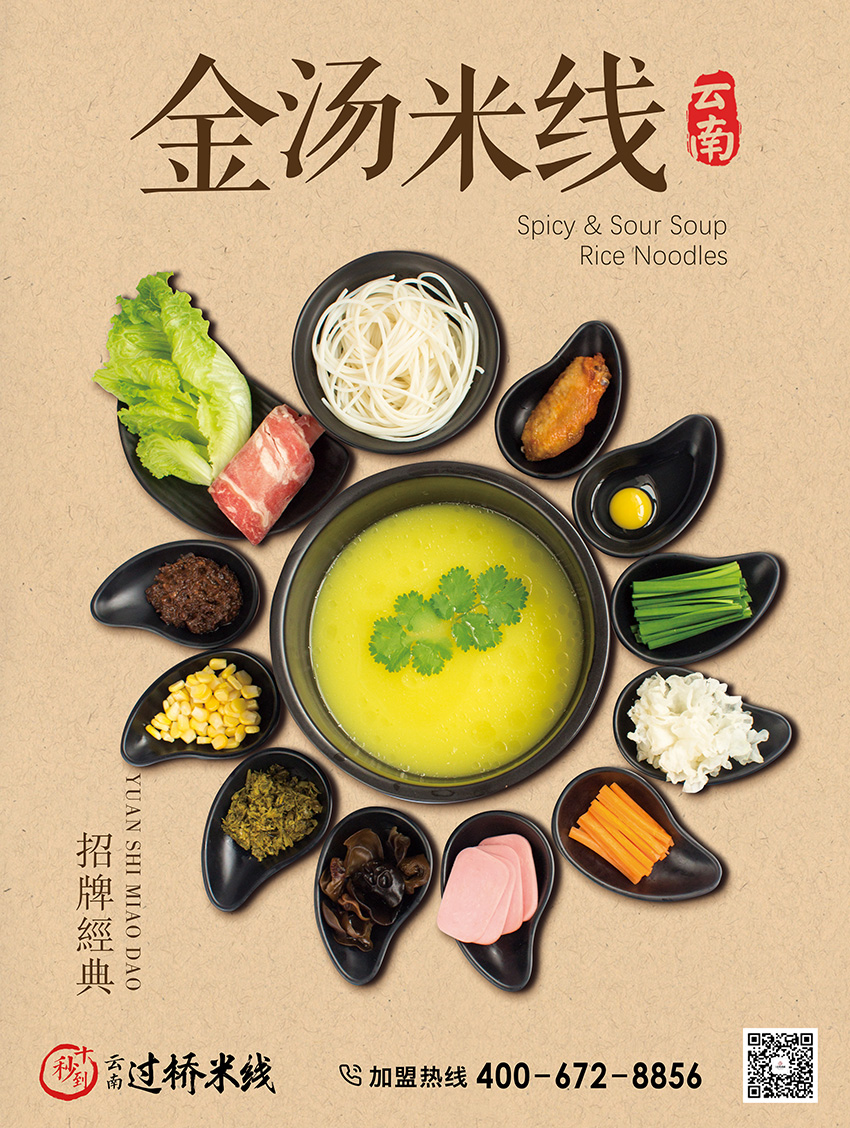 金汤米线
云南
Spicy & Sour Soup
Rice Noodles
招牌經典
YUAN SHI MIAO DAO
十秒到
云南过桥米线
加盟热线 400-672-8856